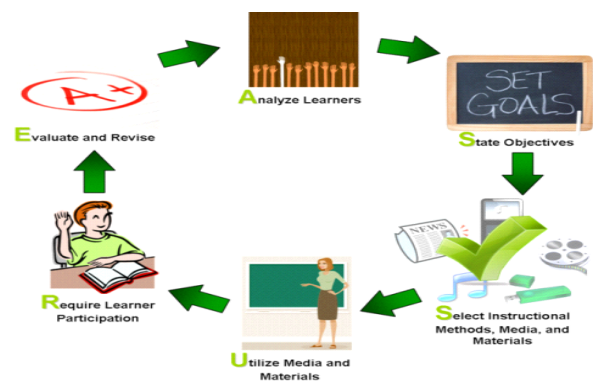 Analyze Learners
SET
GOALS
State Objectives
NEWS
Select Instructional
Methods, Media, and
Materials
Utilize Media and
Materials
Require Learner
Participation
A+
Evaluate and Revise